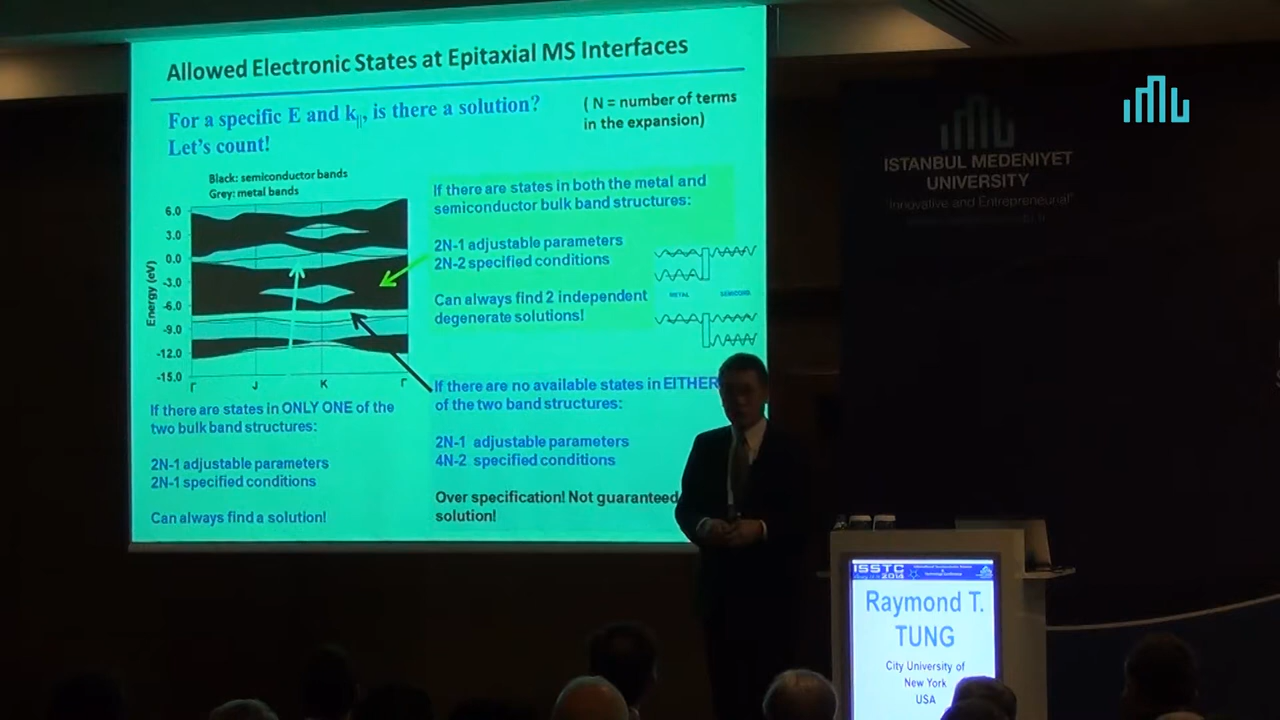 Allowed Electronic States at Epitaxial MS Interfaces
For a specific E and k||, is there a solution?
Let's count!
( N = number of terms
in the expansion)
Black: semiconductor bands
Grey: metal bands
Energy (eV)
6.0
3.0
0.0
-3.0
-6.0
-9.0
-12.0
-15.0
Γ J K Γ
If there are states in both the metal and
semiconductor bulk band structures:
2N-1 adjustable parameters
2N-2 specified conditions
Can always find 2 independent
degenerate solutions!
METAL SEMICOND.
If there are states in ONLY ONE of the
two bulk band structures:
2N-1 adjustable parameters
2N-1 specified conditions
Can always find a solution!
If there are no available states in EITHER
of the two band structures:
2N-1 adjustable parameters
4N-2 specified conditions
Over specification! Not guaranteed
solution!
ISTANBUL MEDENIYET
UNIVERSITY
"Innovative and Entrepreneurial"
ISSTC
2014
Raymond T.
TUNG
City University of
New York
USA